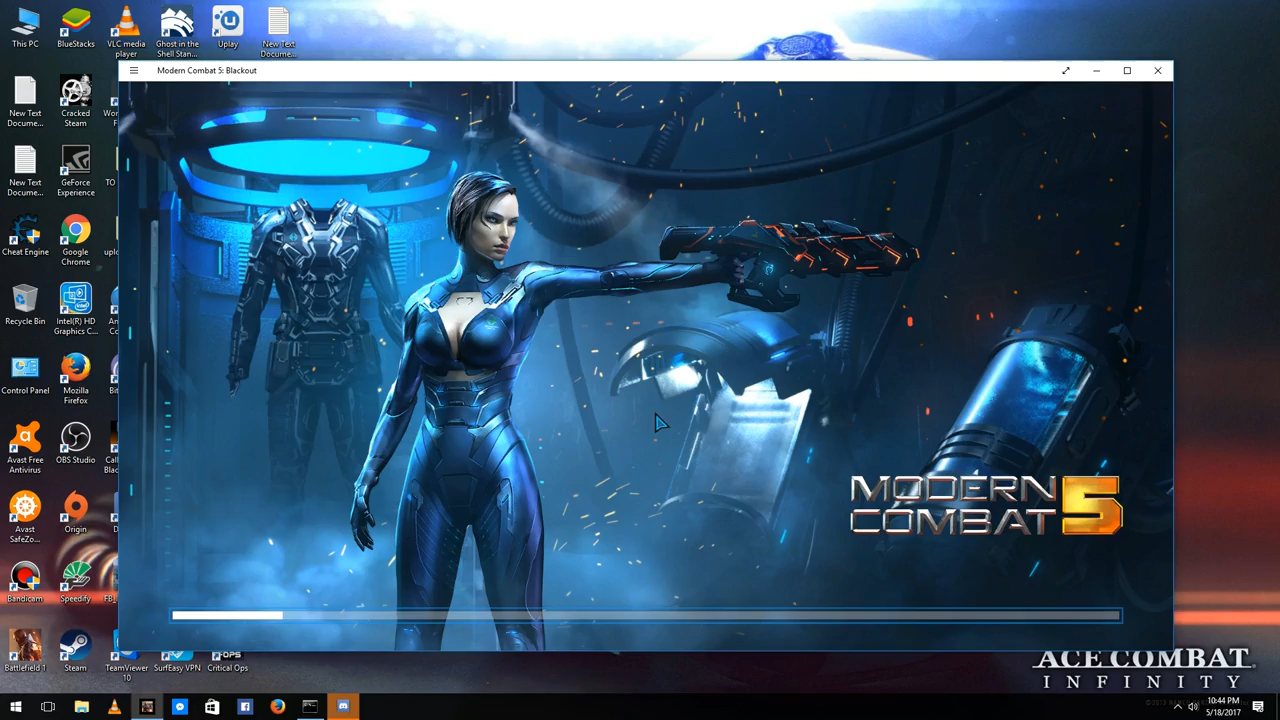 This PC
BlueStacks
VLC media
player
Ghost in the
Shell Stan...
Uplay
New Text
Docume...
Modern Combat 5: Blackout
New Text
Docume...
Cracked
Steam
New Text
Docume...
GeForce
Experience
TO
Cheat Engine
Google
Chrome
Recycle Bin
Intel(R) HD
Graphics C...
Control Panel
Mozilla
Firefox
Avast Free
Antivirus
OBS Studio
Avast
SafeZo...
Origin
Bandicam
Speedify
Battlefield 1
Steam
TeamViewer
10
SurfEasy VPN
Critical Ops
MODERN
COMBAT 5
ACE COMBAT
INFINITY
10:44 PM
5/18/2017